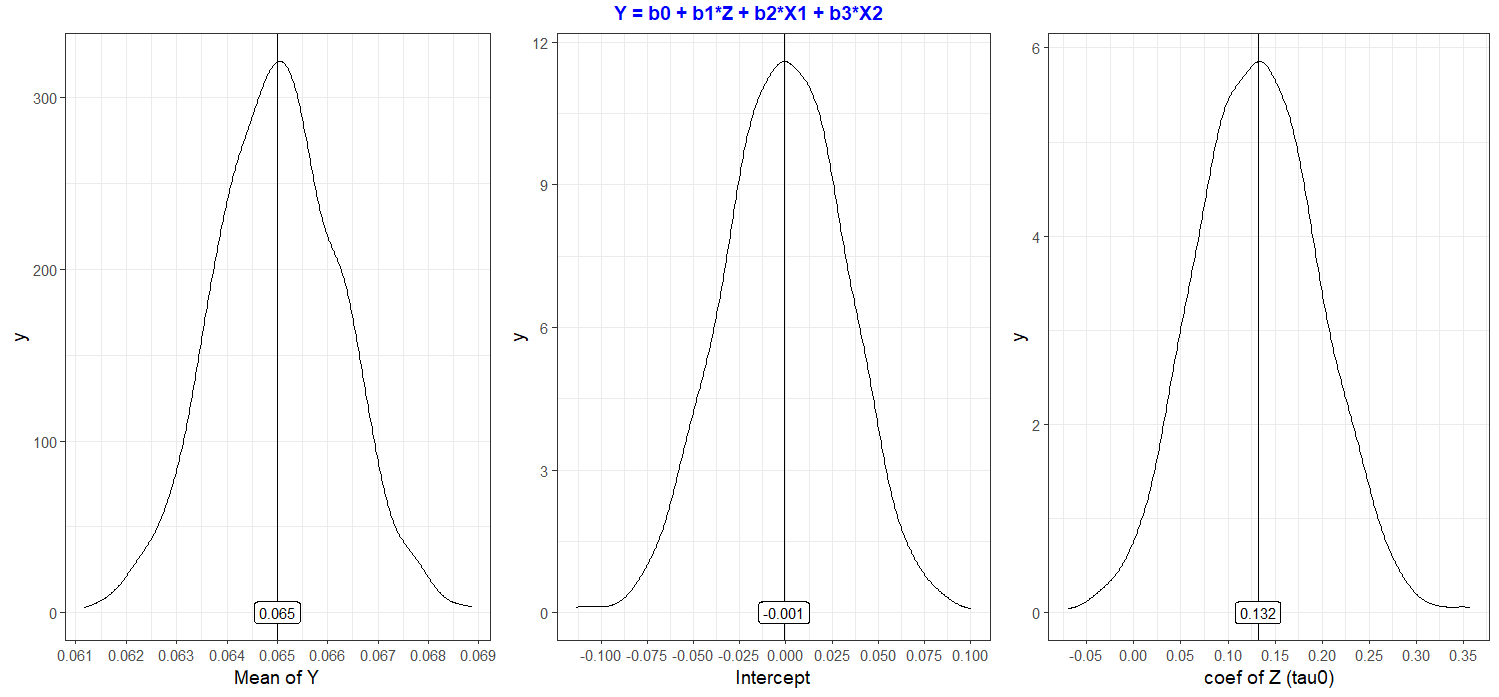 Y = b0 + b1*Z + b2*X1 + b3*X2
y
300
200
100
0
0.065
0.061 0.062 0.063 0.064 0.065 0.066 0.067 0.068 0.069
Mean of Y
y
12
9
6
3
0
-0.001
-0.100 -0.075 -0.050 -0.025 0.000 0.025 0.050 0.075 0.100
Intercept
y
6
4
2
0
0.132
-0.05 0.00 0.05 0.10 0.15 0.20 0.25 0.30 0.35
coef of Z (tau0)